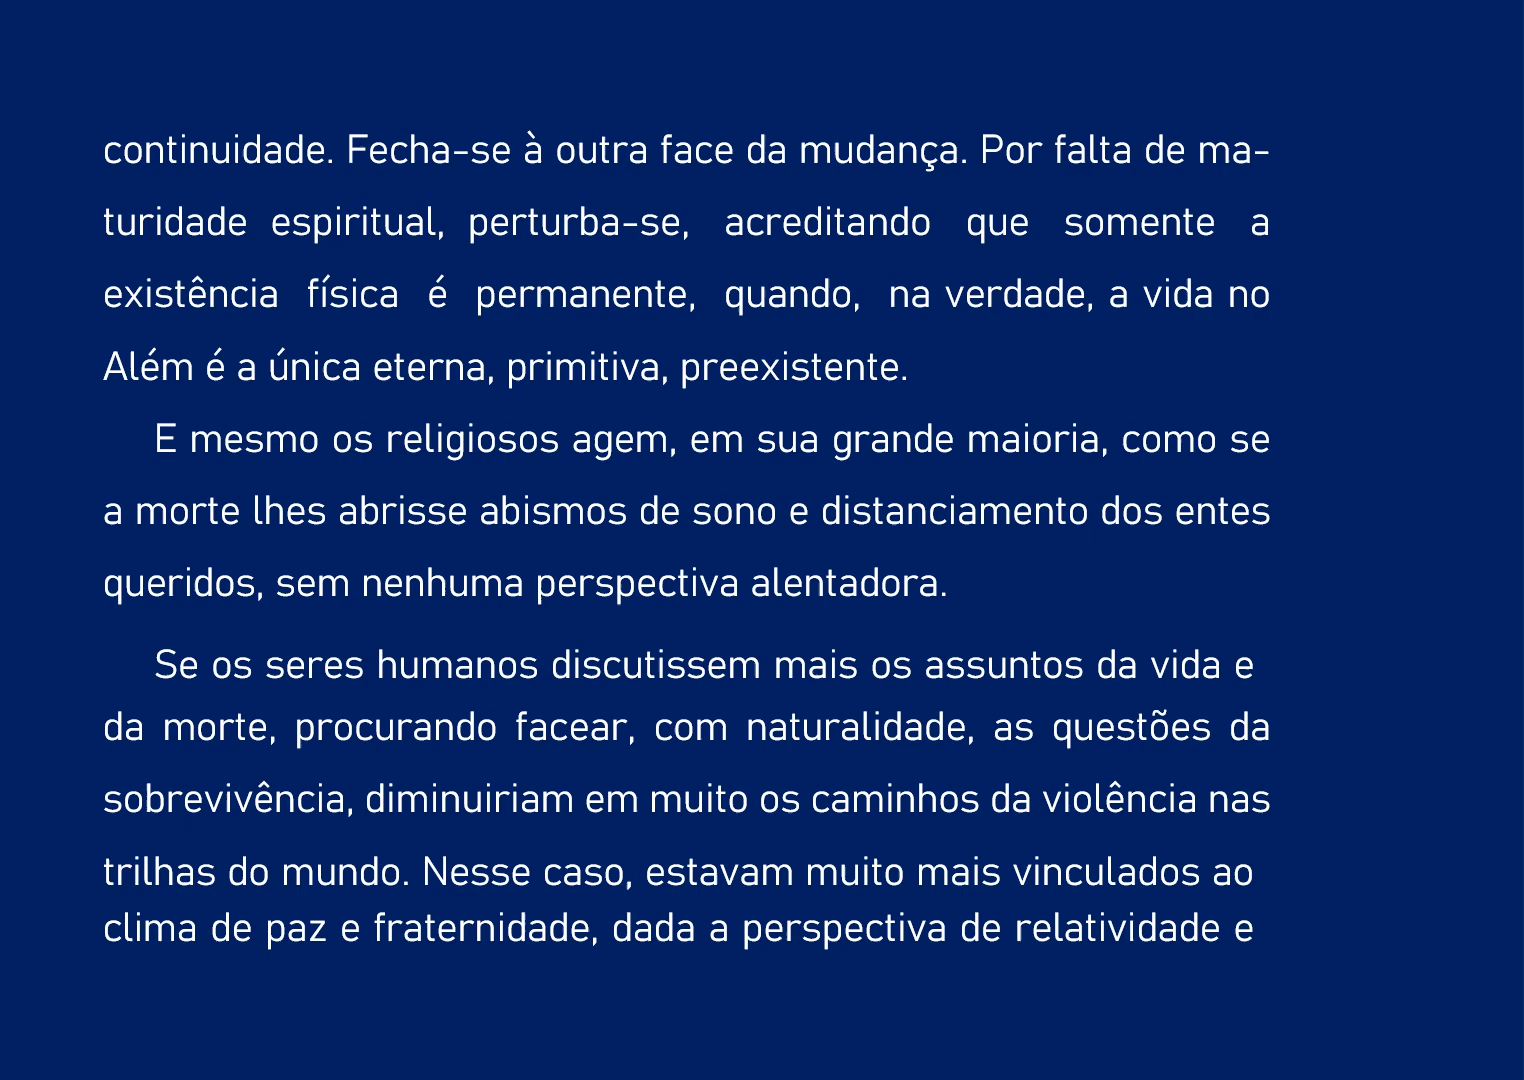 continuidade. Fecha-se à outra face da mudança. Por falta de ma-
turidade espiritual, perturba-se, acreditando que somente a
existência física é permanente, quando, na verdade, a vida no
Além é a única eterna, primitiva, preexistente.
E mesmo os religiosos agem, em sua grande maioria, como se
a morte lhes abrisse abismos de sono e distanciamento dos entes
queridos, sem nenhuma perspectiva alentadora.
Se os seres humanos discutissem mais os assuntos da vida e
da morte, procurando facear, com naturalidade, as questões da
sobrevivência, diminuiriam em muito os caminhos da violência nas
trilhas do mundo. Nesse caso, estavam muito mais vinculados ao
clima de paz e fraternidade, dada a perspectiva de relatividade e